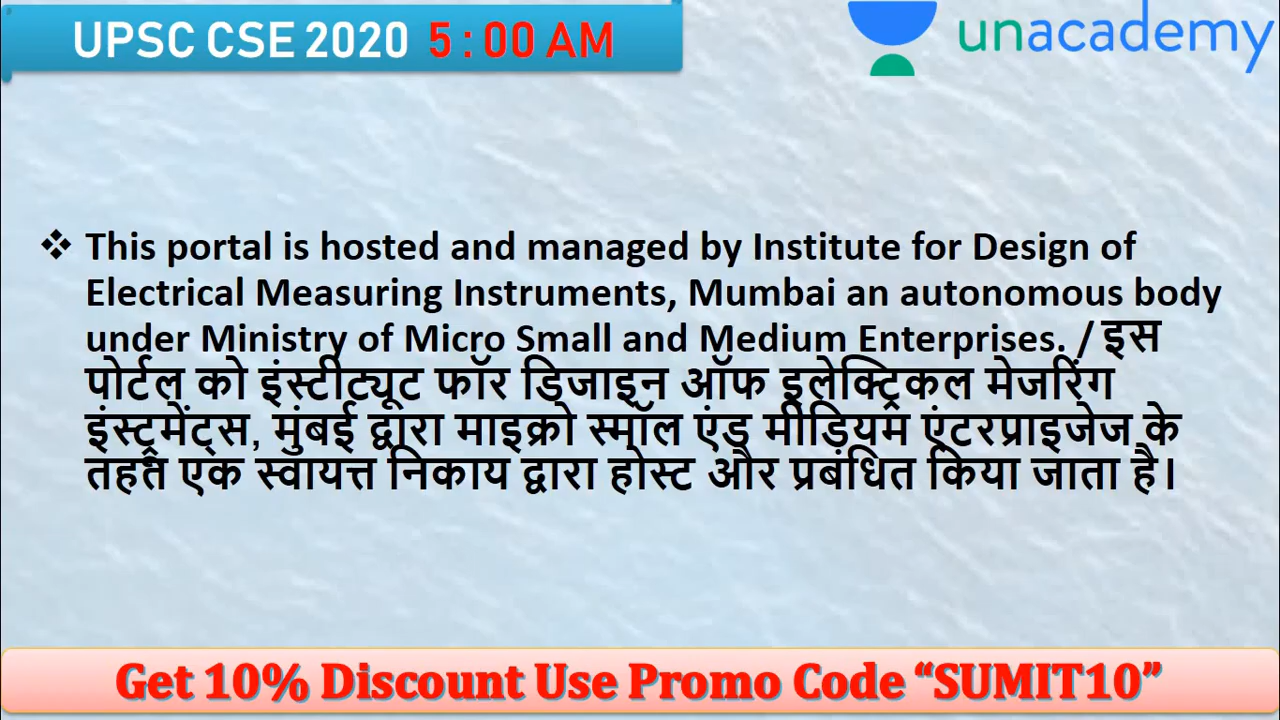 UPSC CSE 2020 5 : 00 AM
unacademy
❖ This portal is hosted and managed by Institute for Design of
Electrical Measuring Instruments, Mumbai an autonomous body
under Ministry of Micro Small and Medium Enterprises. / इस
पोर्टल को इंस्टीट्यूट फॉर डिजाइन ऑफ इलेक्ट्रिकल मेजरिंग
इंस्ट्रूमेंट्स, मुंबई द्वारा माइक्रो स्मॉल एंड मीडियम एंटरप्राइजेज के
तहत एक स्वायत्त निकाय द्वारा होस्ट और प्रबंधित किया जाता है।
Get 10% Discount Use Promo Code “SUMIT10”